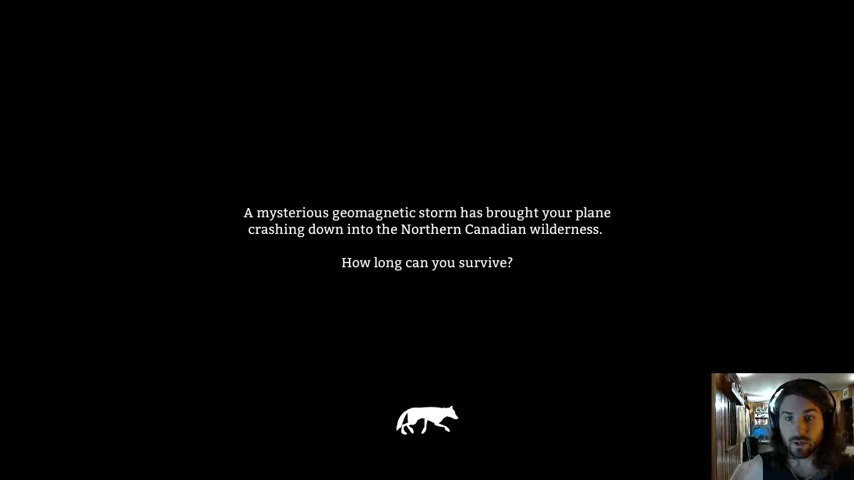 A mysterious geomagnetic storm has brought your plane
crashing down into the Northern Canadian wilderness.
How long can you survive?